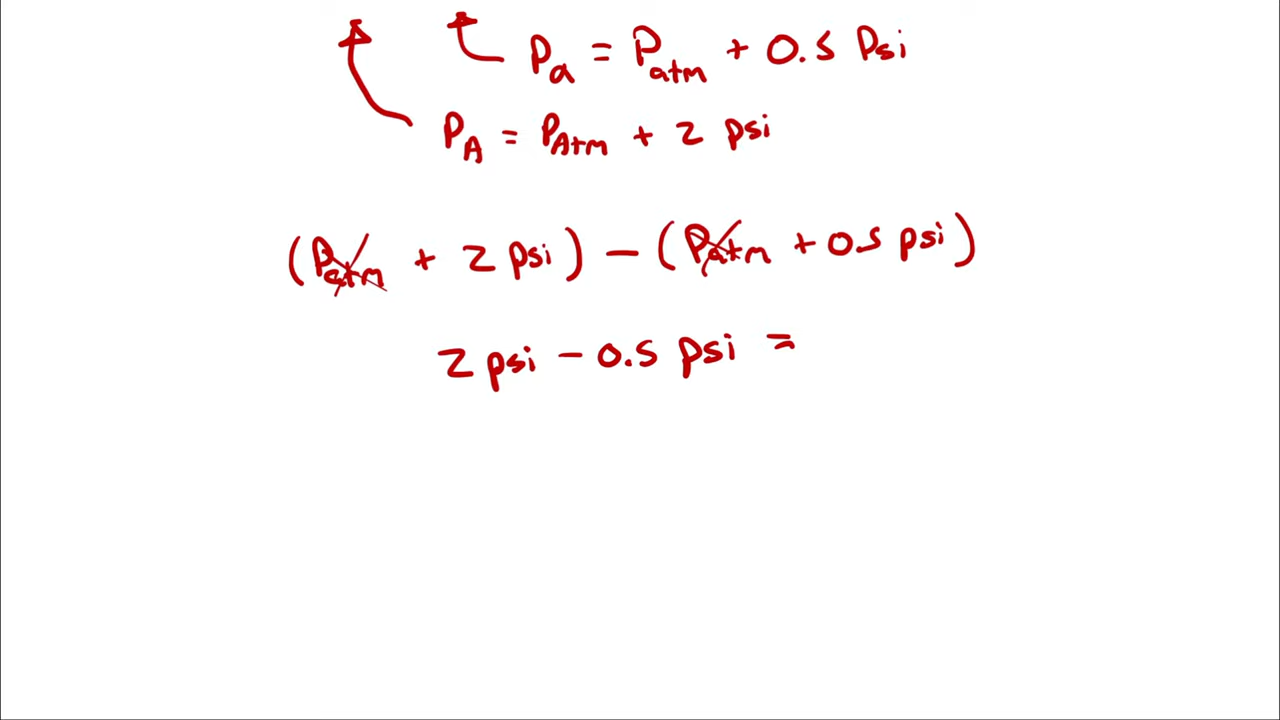 Pa = Patm + 0.5 Psi
PA = PAtm + 2 psi
(Patm + 2 psi) - (Patm + 0.5 psi)
2 psi - 0.5 psi =